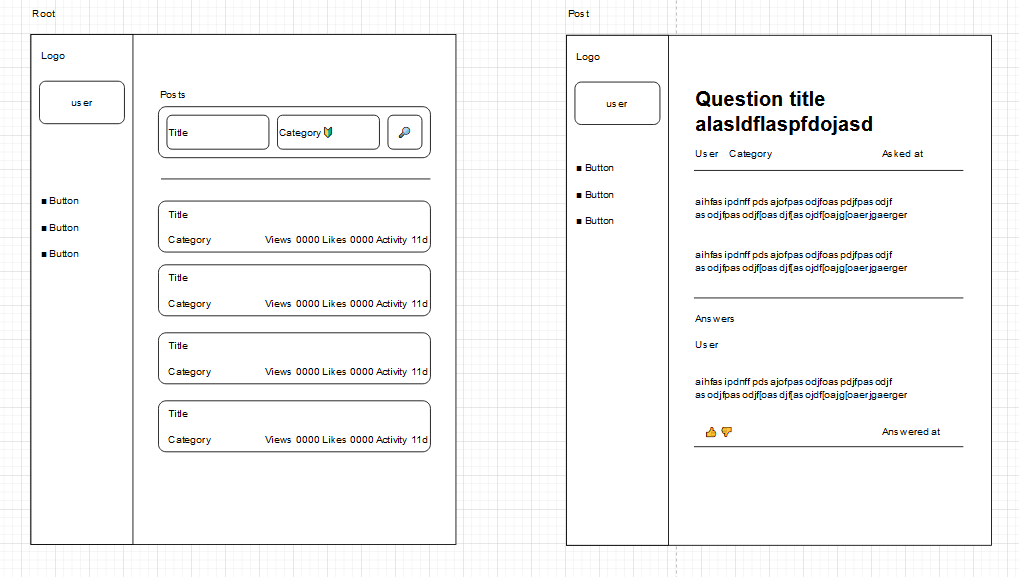 Root
Logo
user
Button
Button
Button
Posts
Title
Category
Title
Category Views 0000 Likes 0000 Activity 11d
Title
Category Views 0000 Likes 0000 Activity 11d
Title
Category Views 0000 Likes 0000 Activity 11d
Title
Category Views 0000 Likes 0000 Activity 11d
Post
Logo
user
Button
Button
Button
Question title
alasldflaspfdojasd
User Category Asked at
aihfas ipdnff pds ajofpas odjfoas pdjfpas odjf
as odjfpas odjf[oas djf[as ojdf[oajg[oaerjgaerger
aihfas ipdnff pds ajofpas odjfoas pdjfpas odjf
as odjfpas odjf[oas djf[as ojdf[oajg[oaerjgaerger
Answers
User
aihfas ipdnff pds ajofpas odjfoas pdjfpas odjf
as odjfpas odjf[oas djf[as ojdf[oajg[oaerjgaerger
Answered at